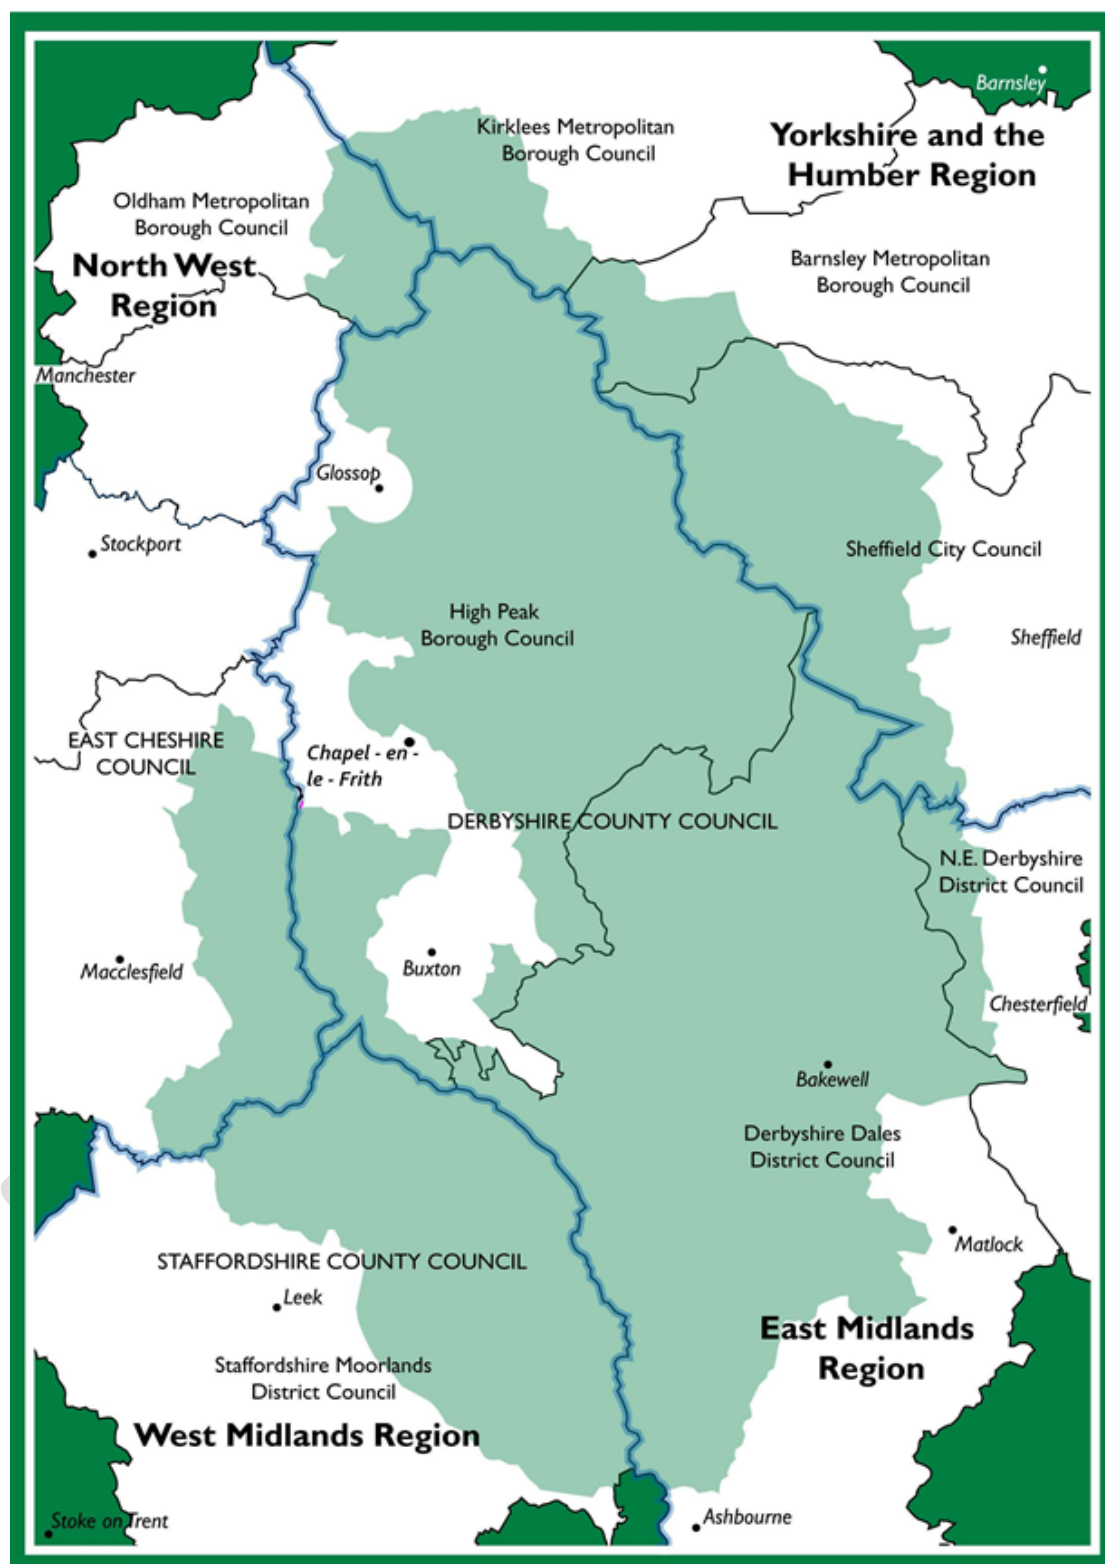 Barnsley
Kirklees Metropolitan
Borough Council
Yorkshire and the
Humber Region
Oldham Metropolitan
Borough Council
North West
Region
Barnsley Metropolitan
Borough Council
Manchester
Glossop
Stockport
Sheffield City Council
High Peak
Borough Council
Sheffield
EAST CHESHIRE
COUNCIL
Chapel - en -
le - Frith
DERBYSHIRE COUNTY COUNCIL
N.E. Derbyshire
District Council
Macclesfield
Buxton
Chesterfield
Bakewell
Derbyshire Dales
District Council
Matlock
STAFFORDSHIRE COUNTY COUNCIL
Leek
East Midlands
Region
Staffordshire Moorlands
District Council
West Midlands Region
Stoke on Trent
Ashbourne